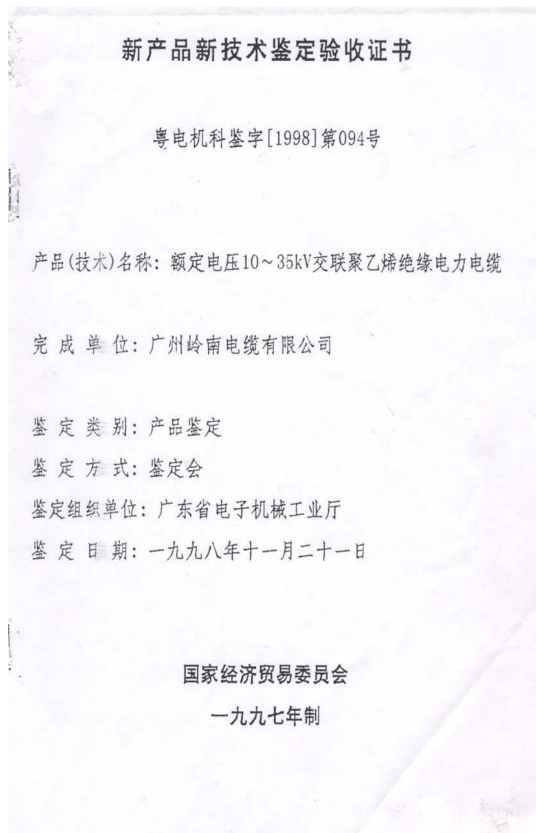 新产品新技术鉴定验收证书
粤电机科鉴字[1998]第094号
产品(技术)名称: 额定电压10～35kV交联聚乙烯绝缘电力电缆
完成单位: 广州岭南电缆有限公司
鉴定类别: 产品鉴定
鉴定方式: 鉴定会
鉴定组织单位: 广东省电子机械工业厅
鉴定日期: 一九九八年十一月二十一日
国家经济贸易委员会
一九九七年制